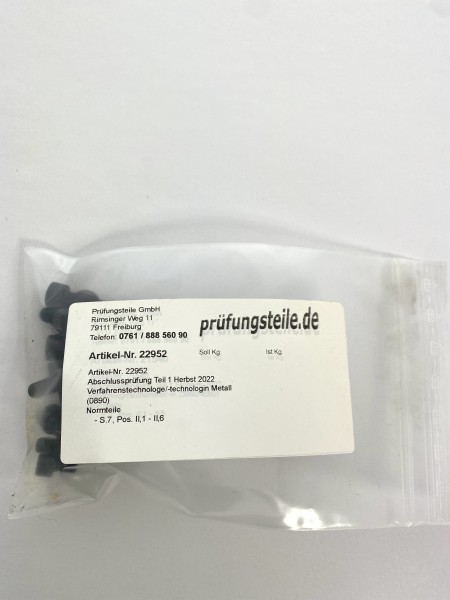 Prüfungsteile GmbH
Rimsinger Weg 11
79111 Freiburg
Telefon: 0761 / 888 560 90
prüfungsteile.de
Artikel-Nr. 22952
Soll Kg
Ist Kg
Artikel-Nr. 22952
Abschlussprüfung Teil 1 Herbst 2022
Verfahrenstechnologe/-technologin Metall
(0890)
Normteile
- S.7, Pos. II,1 - II,6